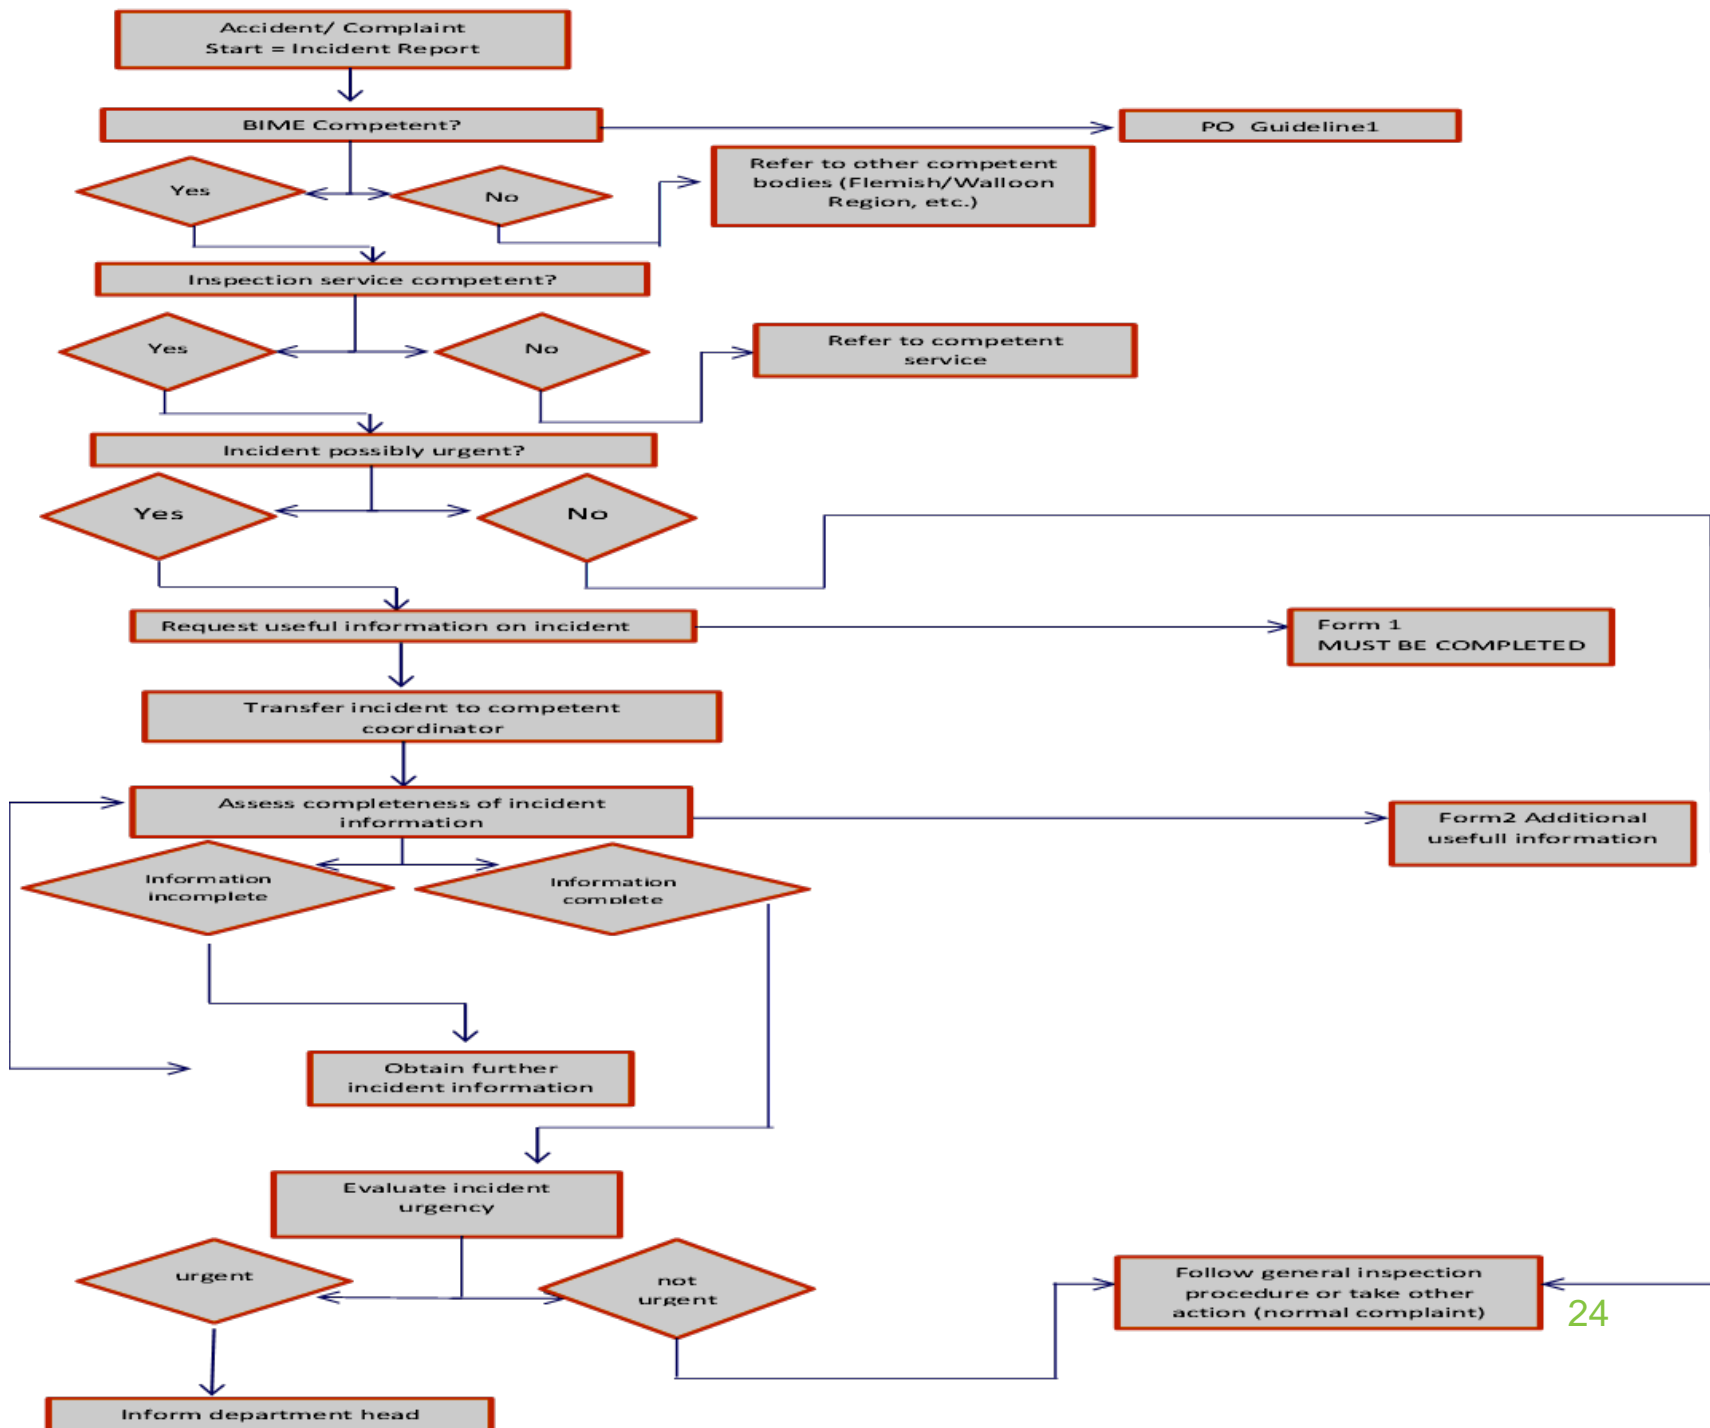 Accident/ Complaint
Start = Incident Report
BIME Competent?
PO  Guideline1
Refer to other competent
bodies (Flemish/Walloon
Region, etc.)
Yes
No
Inspection service competent?
Yes
No
Refer to competent
service
Incident possibly urgent?
Yes
No
Request useful information on incident
Form 1
MUST BE COMPLETED
Transfer incident to competent
coordinator
Assess completeness of incident
information
Form2 Additional
usefull information
Information
incomplete
Information
complete
Obtain further
incident information
Evaluate incident
urgency
urgent
not
urgent
Follow general inspection
procedure or take other
action (normal complaint)
24
Inform department head